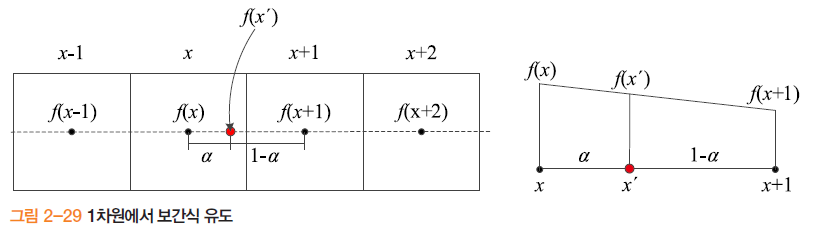 f(x´)
x-1 x x+1 x+2
f(x-1) f(x) f(x+1) f(x+2)
α 1-α
f(x) f(x´) f(x+1)
α 1-α
x x´ x+1
그림 2-29 1차원에서 보간식 유도